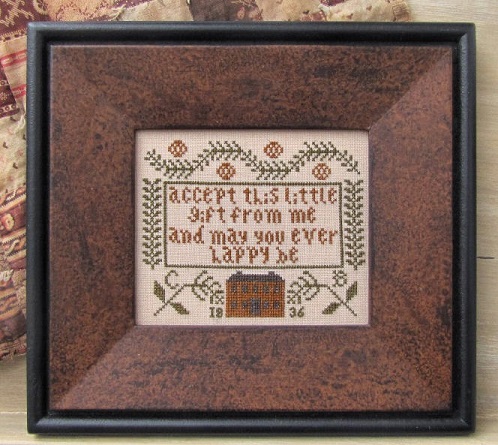 accept this little
gift from me
and may you ever
happy be
C B
18 36